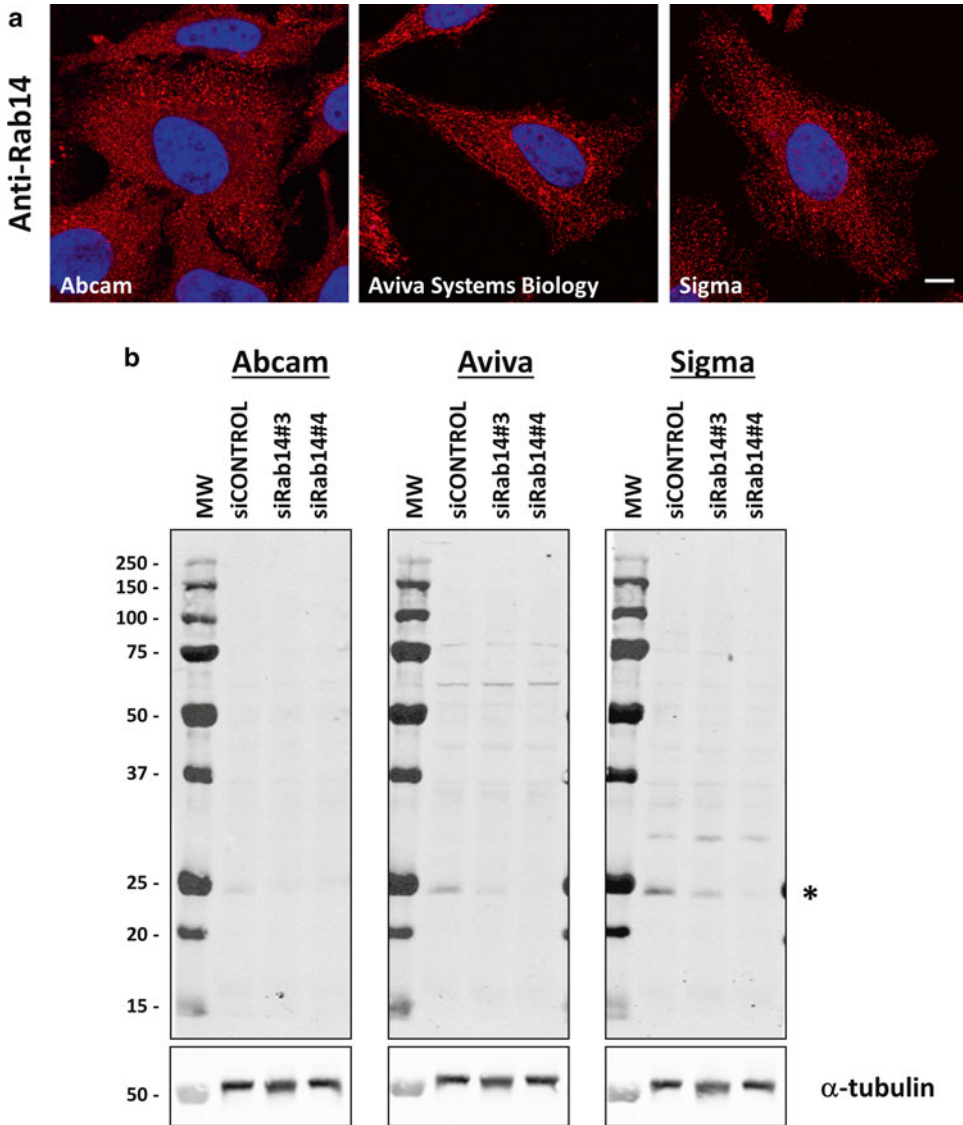 a
Anti-Rab14
Abcam
Aviva Systems Biology
Sigma
b
Abcam
Aviva
Sigma
MW
siCONTROL
siRab14#3
siRab14#4
MW
siCONTROL
siRab14#3
siRab14#4
MW
siCONTROL
siRab14#3
siRab14#4
250 -
150 -
100 -
75 -
50 -
37 -
25 -
*
20 -
15 -
50 -
α-tubulin